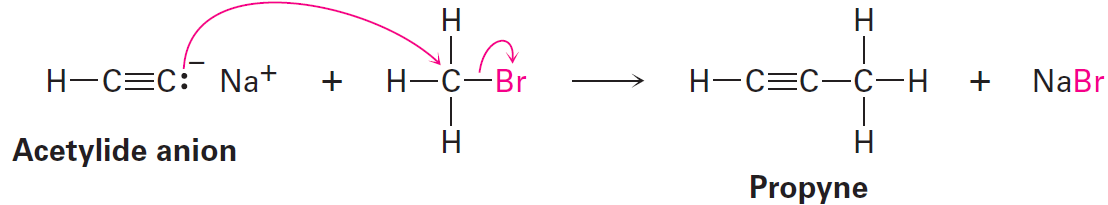 H H
H—C≡C:⁻ Na⁺ + H—C—Br ⟶ H—C≡C—C—H + NaBr
H H
Acetylide anion
Propyne